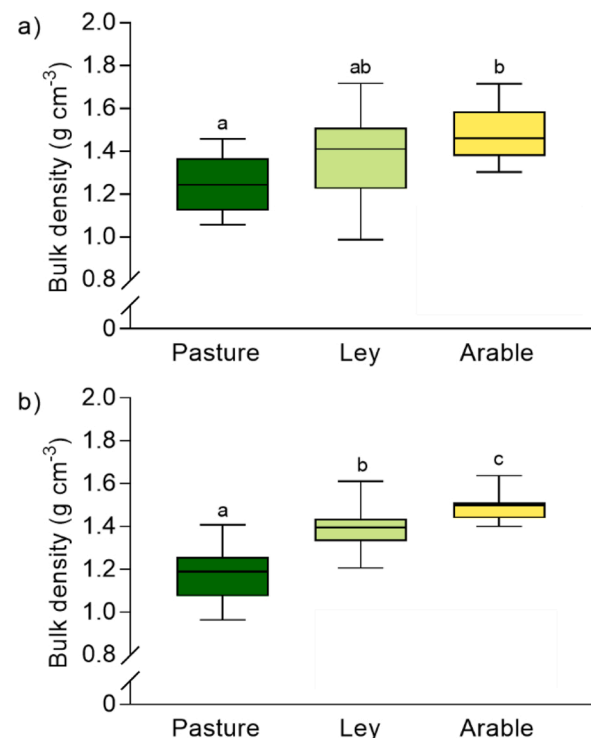 a)
Bulk density (g cm⁻³)
2.0
1.8
1.6
1.4
1.2
1.0
0.8
0
a
ab
b
Pasture Ley Arable
b)
Bulk density (g cm⁻³)
2.0
1.8
1.6
1.4
1.2
1.0
0.8
0
a
b
c
Pasture Ley Arable